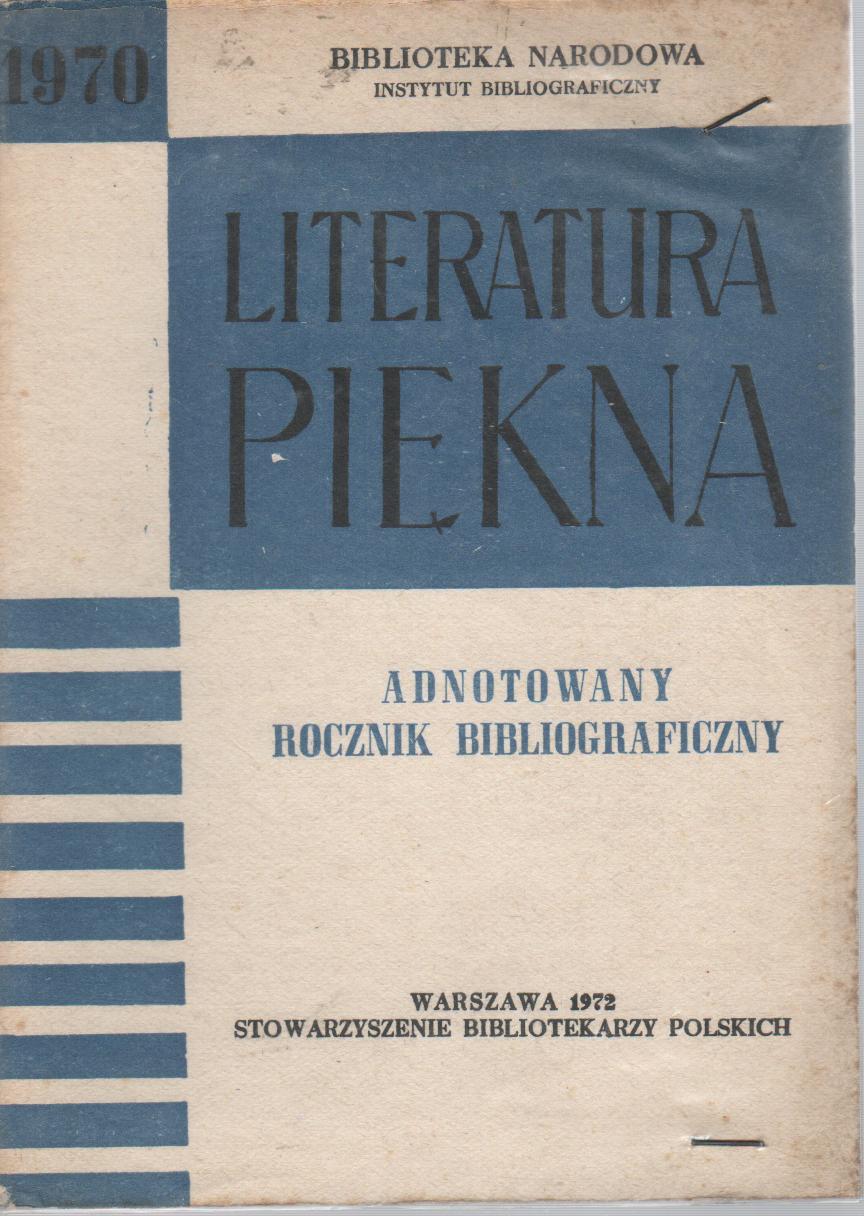 1970
BIBLIOTEKA NARODOWA
INSTYTUT BIBLIOGRAFICZNY
LITERATURA
PIĘKNA
ADNOTOWANY
ROCZNIK BIBLIOGRAFICZNY
WARSZAWA 1972
STOWARZYSZENIE BIBLIOTEKARZY POLSKICH